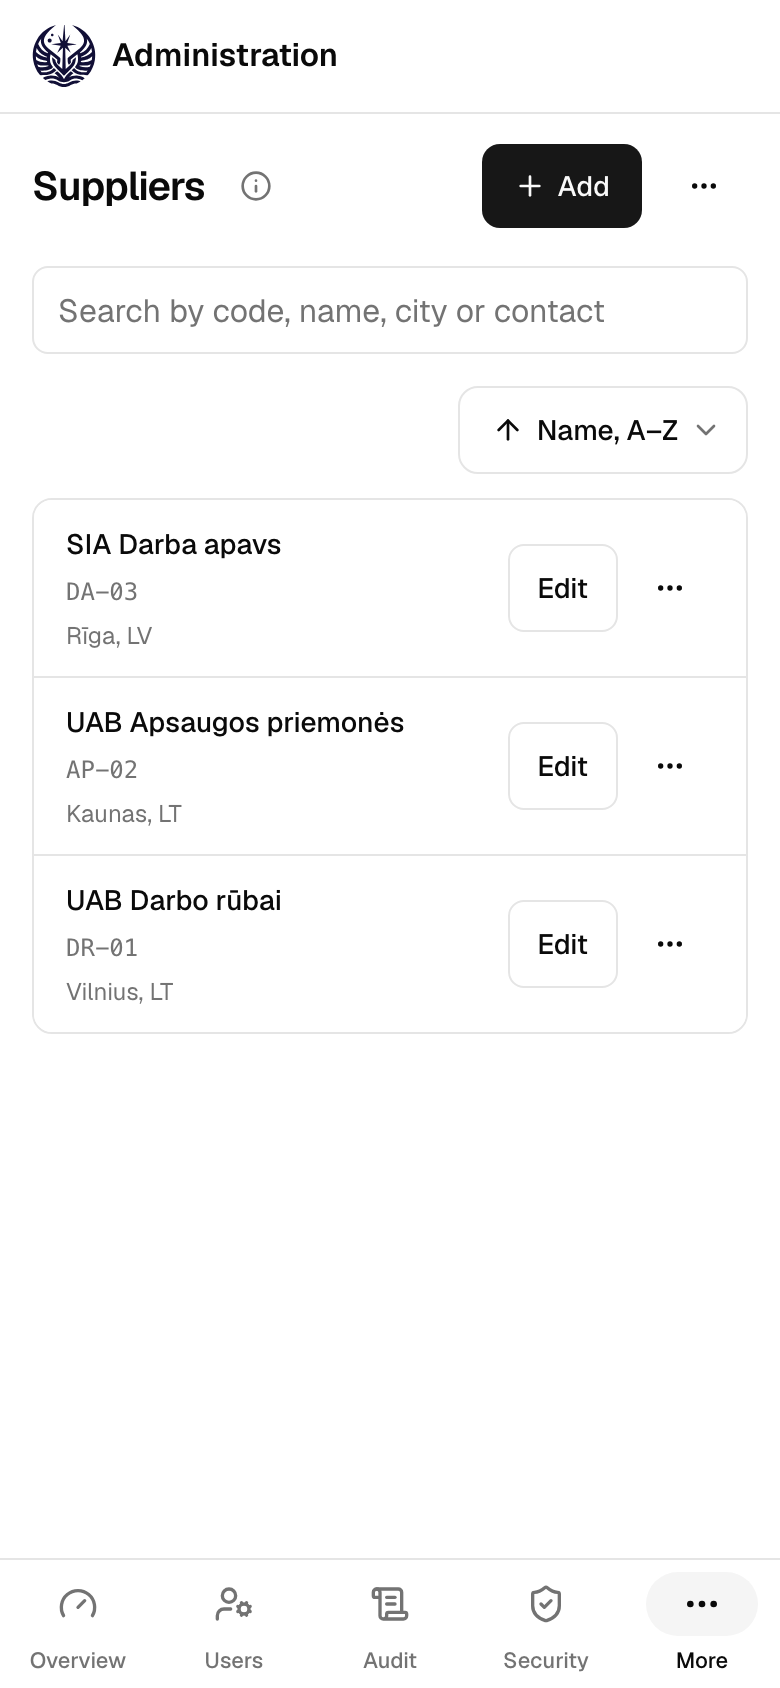 Administration
Suppliers
+ Add
Search by code, name, city or contact
Name, A–Z
SIA Darba apavs
DA–03
Rīga, LV
Edit
UAB Apsaugos priemonės
AP–02
Kaunas, LT
Edit
UAB Darbo rūbai
DR–01
Vilnius, LT
Edit
Overview
Users
Audit
Security
More